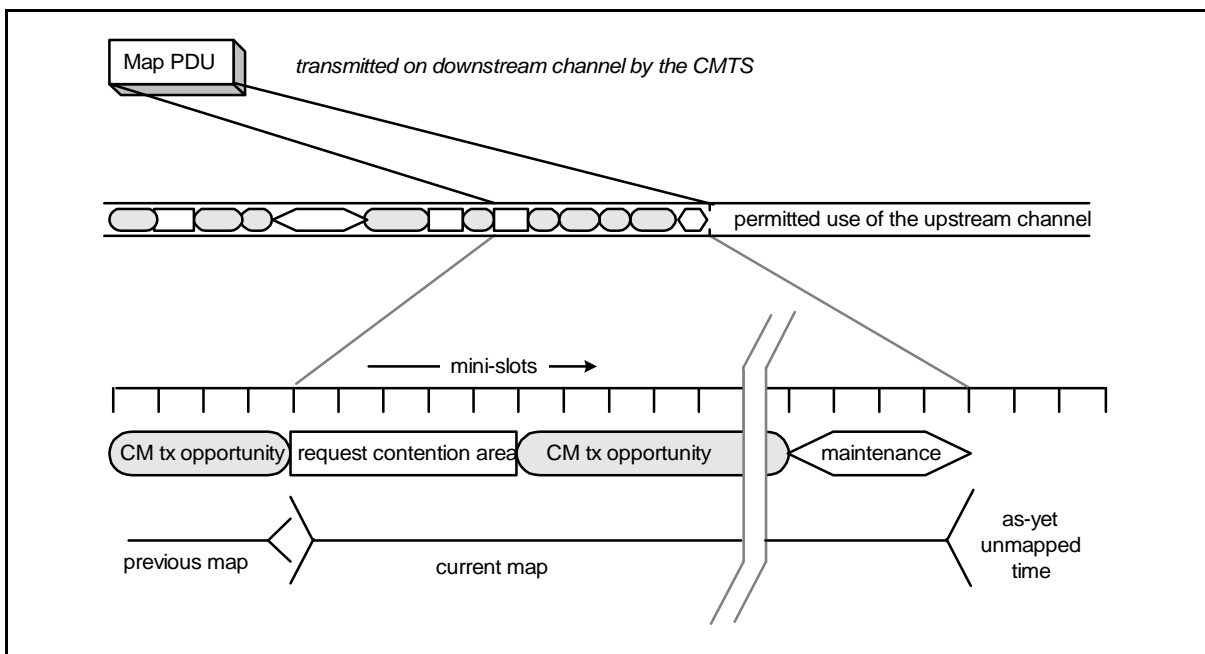 Map PDU
transmitted on downstream channel by the CMTS
permitted use of the upstream channel
mini-slots
CM tx opportunity
request contention area
CM tx opportunity
maintenance
previous map
current map
as-yet
unmapped
time